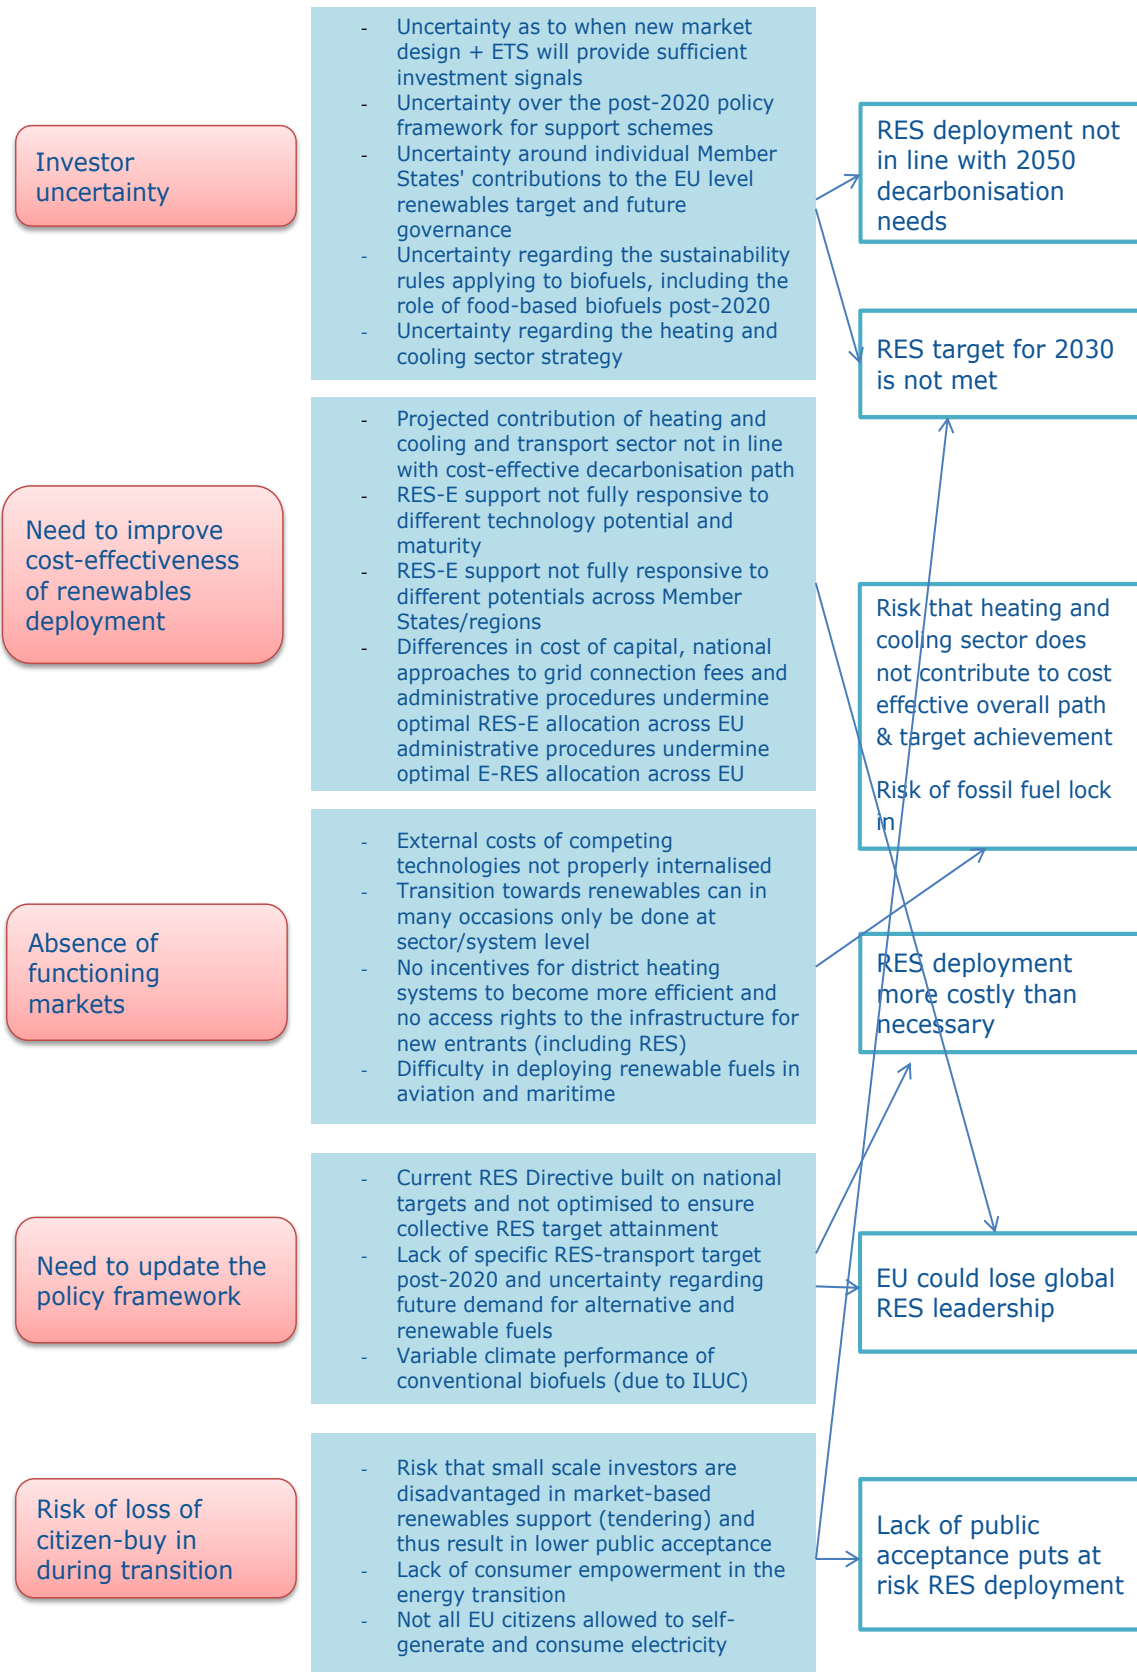 Investor
uncertainty
- Uncertainty as to when new market
design + ETS will provide sufficient
investment signals
- Uncertainty over the post-2020 policy
framework for support schemes
- Uncertainty around individual Member
States' contributions to the EU level
renewables target and future
governance
- Uncertainty regarding the sustainability
rules applying to biofuels, including the
role of food-based biofuels post-2020
- Uncertainty regarding the heating and
cooling sector strategy
RES deployment not
in line with 2050
decarbonisation
needs
RES target for 2030
is not met
Need to improve
cost-effectiveness
of renewables
deployment
- Projected contribution of heating and
cooling and transport sector not in line
with cost-effective decarbonisation path
- RES-E support not fully responsive to
different technology potential and
maturity
- RES-E support not fully responsive to
different potentials across Member
States/regions
- Differences in cost of capital, national
approaches to grid connection fees and
administrative procedures undermine
optimal RES-E allocation across EU
administrative procedures undermine
optimal E-RES allocation across EU
Risk that heating and
cooling sector does
not contribute to cost
effective overall path
& target achievement
Risk of fossil fuel lock
in
Absence of
functioning
markets
- External costs of competing
technologies not properly internalised
- Transition towards renewables can in
many occasions only be done at
sector/system level
- No incentives for district heating
systems to become more efficient and
no access rights to the infrastructure for
new entrants (including RES)
- Difficulty in deploying renewable fuels in
aviation and maritime
RES deployment
more costly than
necessary
Need to update the
policy framework
- Current RES Directive built on national
targets and not optimised to ensure
collective RES target attainment
- Lack of specific RES-transport target
post-2020 and uncertainty regarding
future demand for alternative and
renewable fuels
- Variable climate performance of
conventional biofuels (due to ILUC)
EU could lose global
RES leadership
Risk of loss of
citizen-buy in
during transition
- Risk that small scale investors are
disadvantaged in market-based
renewables support (tendering) and
thus result in lower public acceptance
- Lack of consumer empowerment in the
energy transition
- Not all EU citizens allowed to self-
generate and consume electricity
Lack of public
acceptance puts at
risk RES deployment